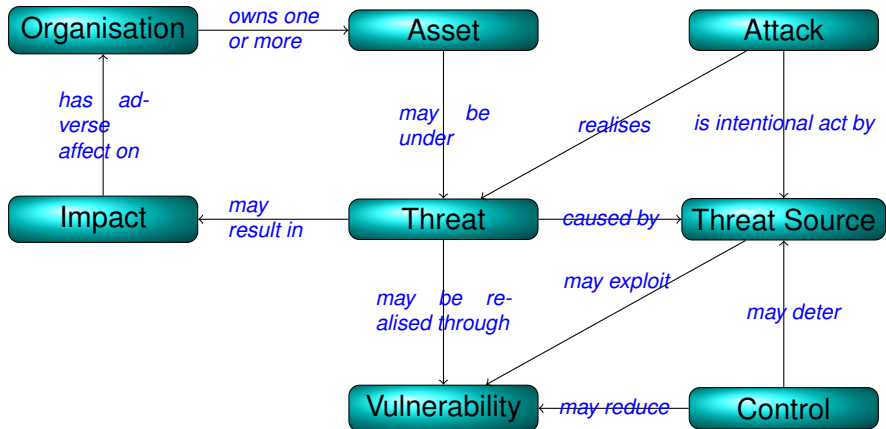 Organisation
owns one
or more
Asset
Attack
has ad-
verse
affect on
may be
under
realises
is intentional act by
Impact
may
result in
Threat
caused by
Threat Source
may be re-
alised through
may exploit
may deter
Vulnerability
may reduce
Control